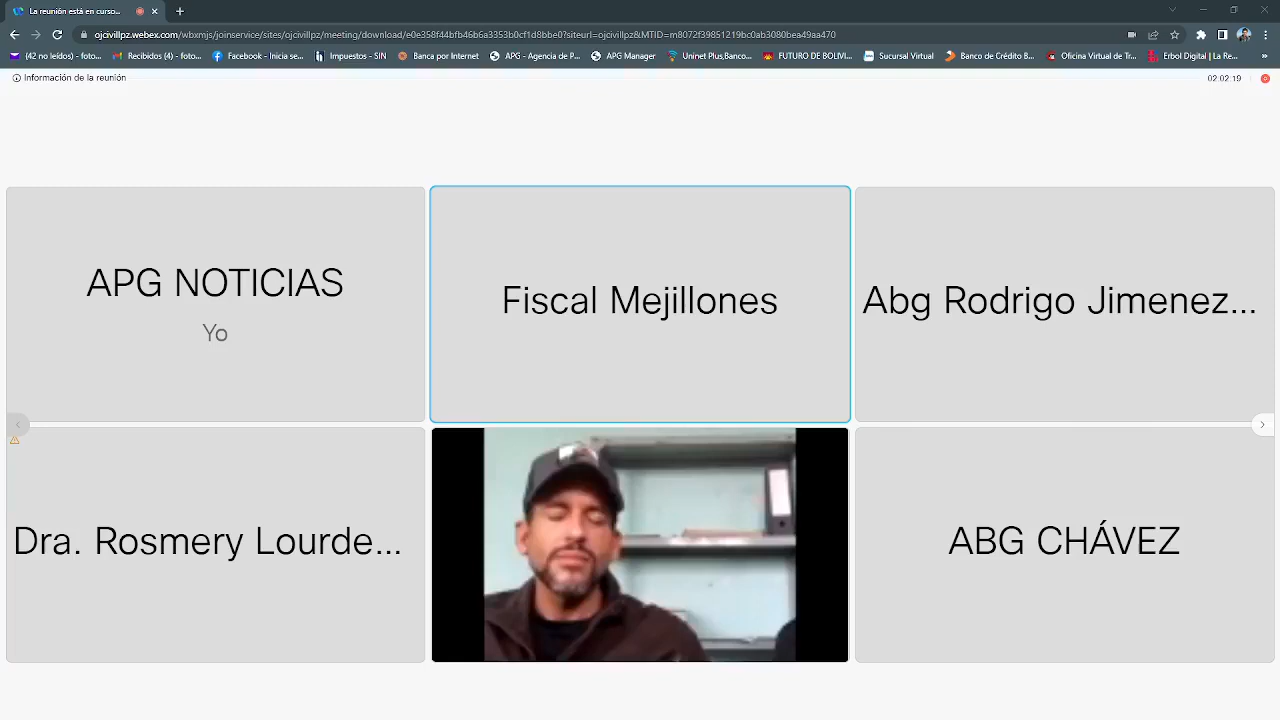 La reunión está en curso...
ojcivillpz.webex.com/wbxmjs/joinservice/sites/ojcivillpz/meeting/download/e0e358f44bfb46b6a3353a0cf1dd5be0?siteurl=ojcivillpz&MTID=m8072f39851219bc0ab3080bea49aa470
(42 no leídos) - foto...
Recibidos (4) - foto...
Facebook - Inicia se...
Impuestos - SIN
Banca por Internet
APG - Agencia de P...
APG Manager
Uninet Plus,Banco...
FUTURO DE BOLIVI...
Sucursal Virtual
Banco de Crédito B...
Oficina Virtual de Tr...
Erbol Digital | La Re...
Información de la reunión
02:02:19
APG NOTICIAS
Yo
Fiscal Mejillones
Abg Rodrigo Jimenez...
Dra. Rosmery Lourde...
ABG CHÁVEZ